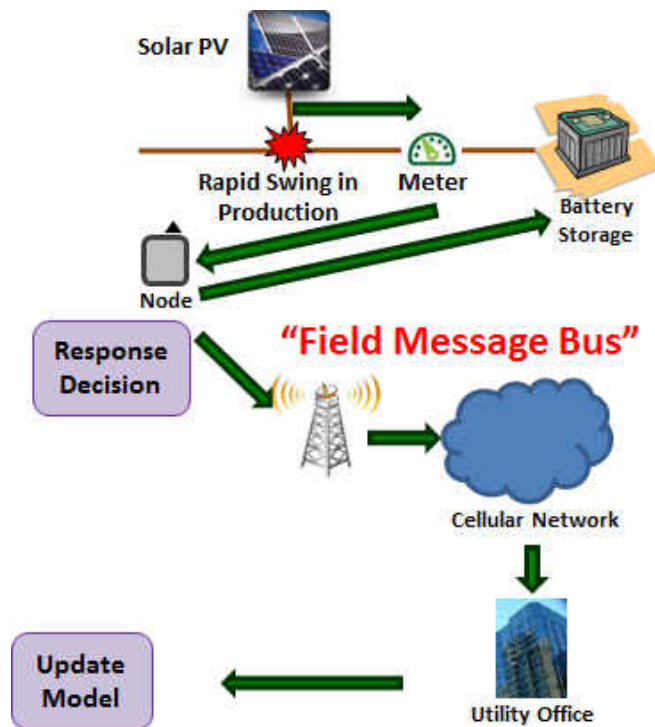 Solar PV
Rapid Swing in
Production
Meter
Battery
Storage
Node
Response
Decision
“Field Message Bus”
Cellular Network
Update
Model
Utility Office